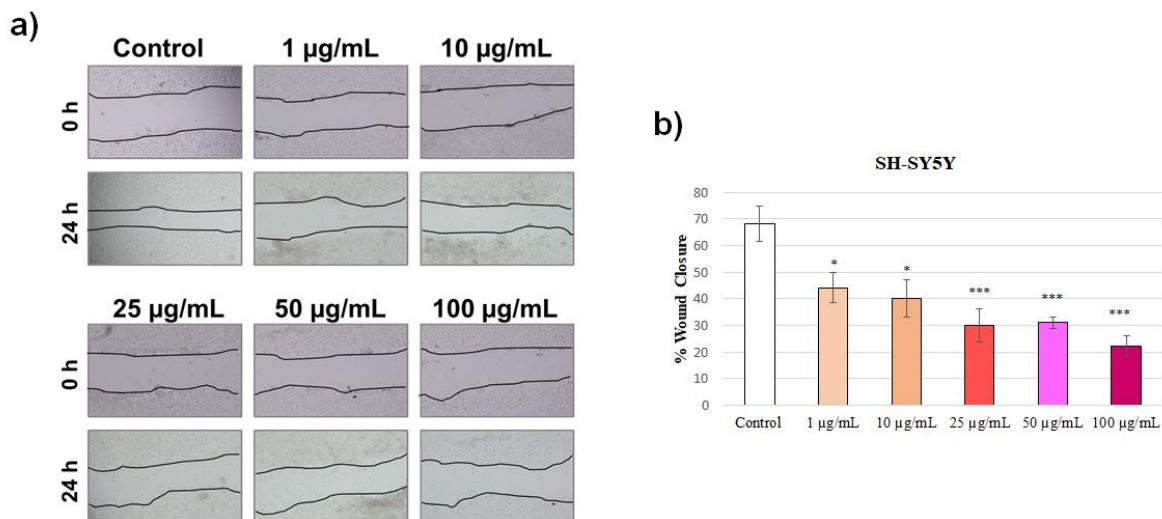 a)
Control 1 µg/mL 10 µg/mL
0 h
24 h
25 µg/mL 50 µg/mL 100 µg/mL
0 h
24 h
b)
SH-SY5Y
% Wound Closure
80
70
60
50
40
30
20
10
0
* * *** *** ***
Control 1 µg/mL 10 µg/mL 25 µg/mL 50 µg/mL 100 µg/mL